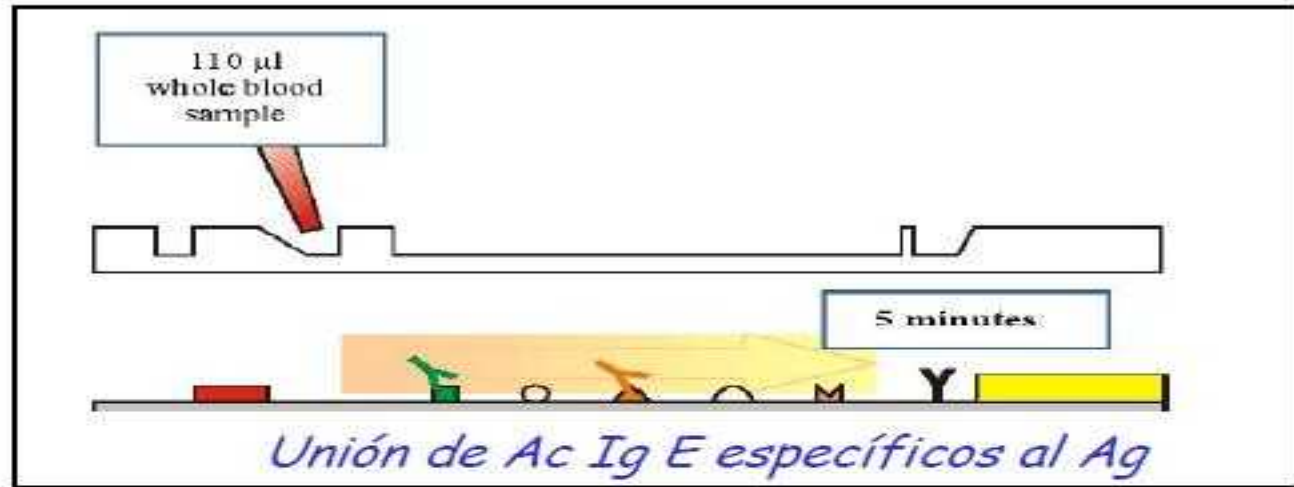 110 µl
whole blood
sample
5 minutes
Unión de Ac Ig E específicos al Ag